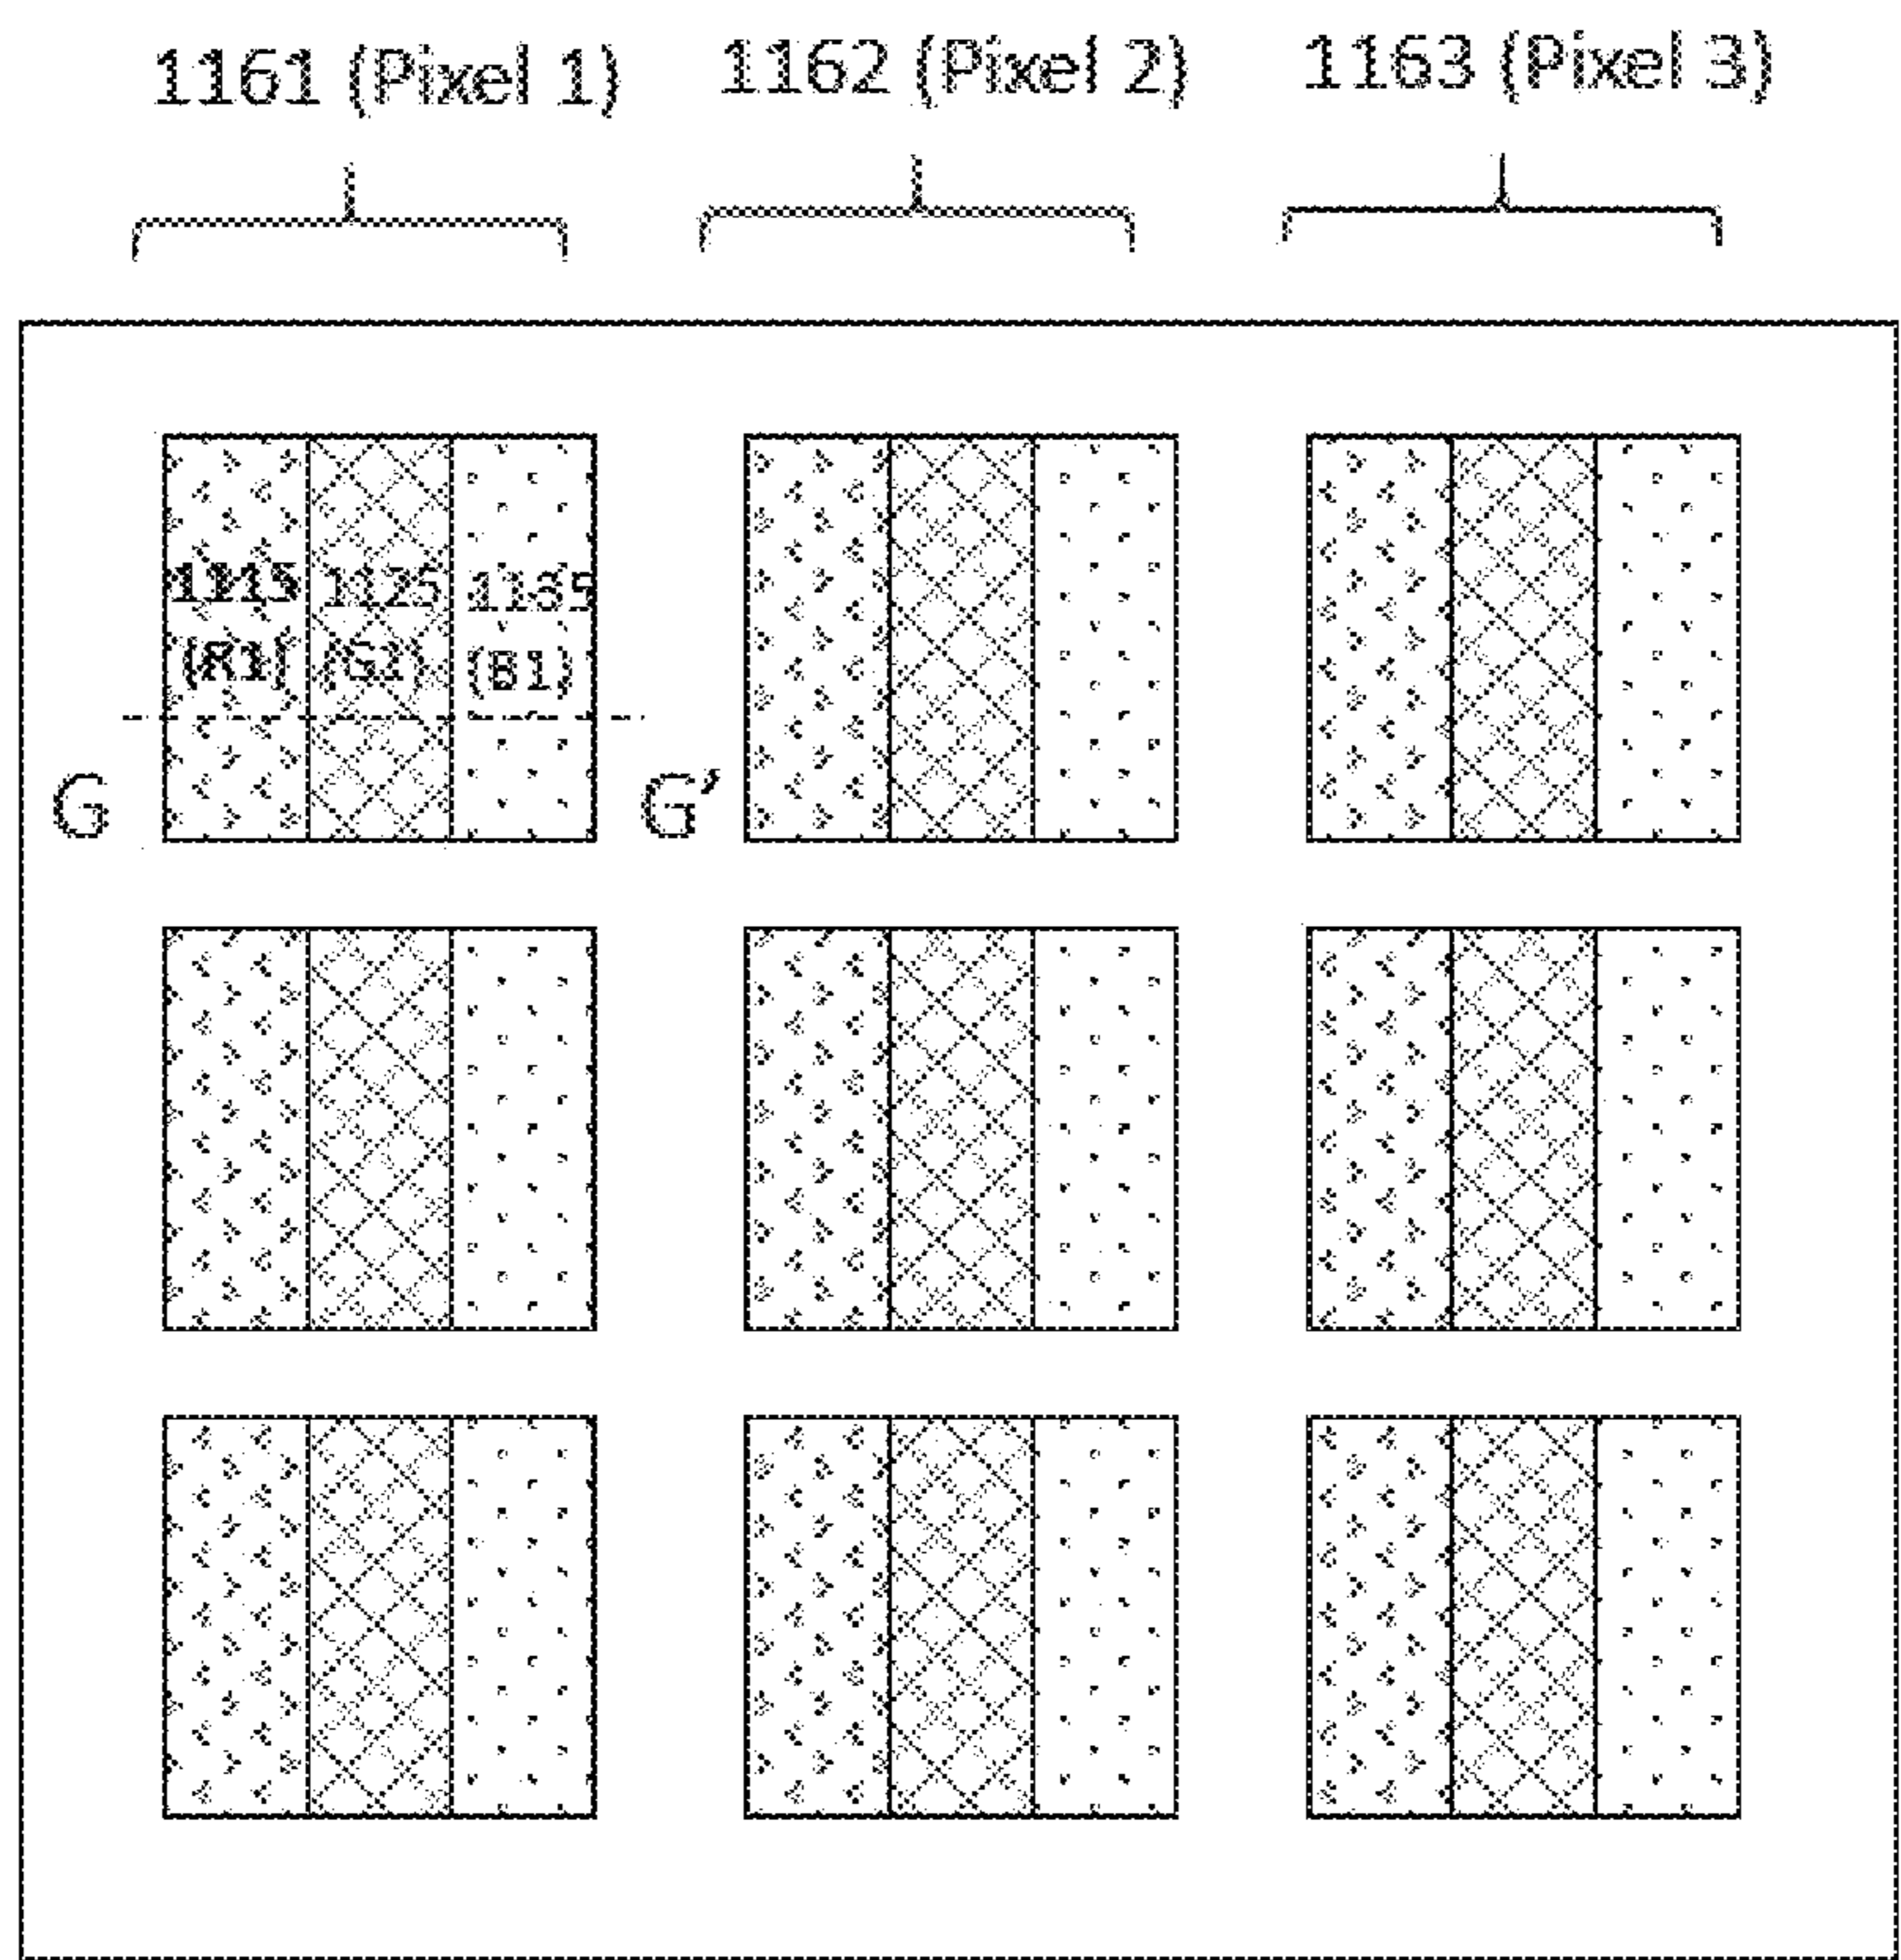 1161 (Pixel 1) 1162 (Pixel 2) 1163 (Pixel 3)
1115 1125 1135
(R1) (G1) (B1)
G G'